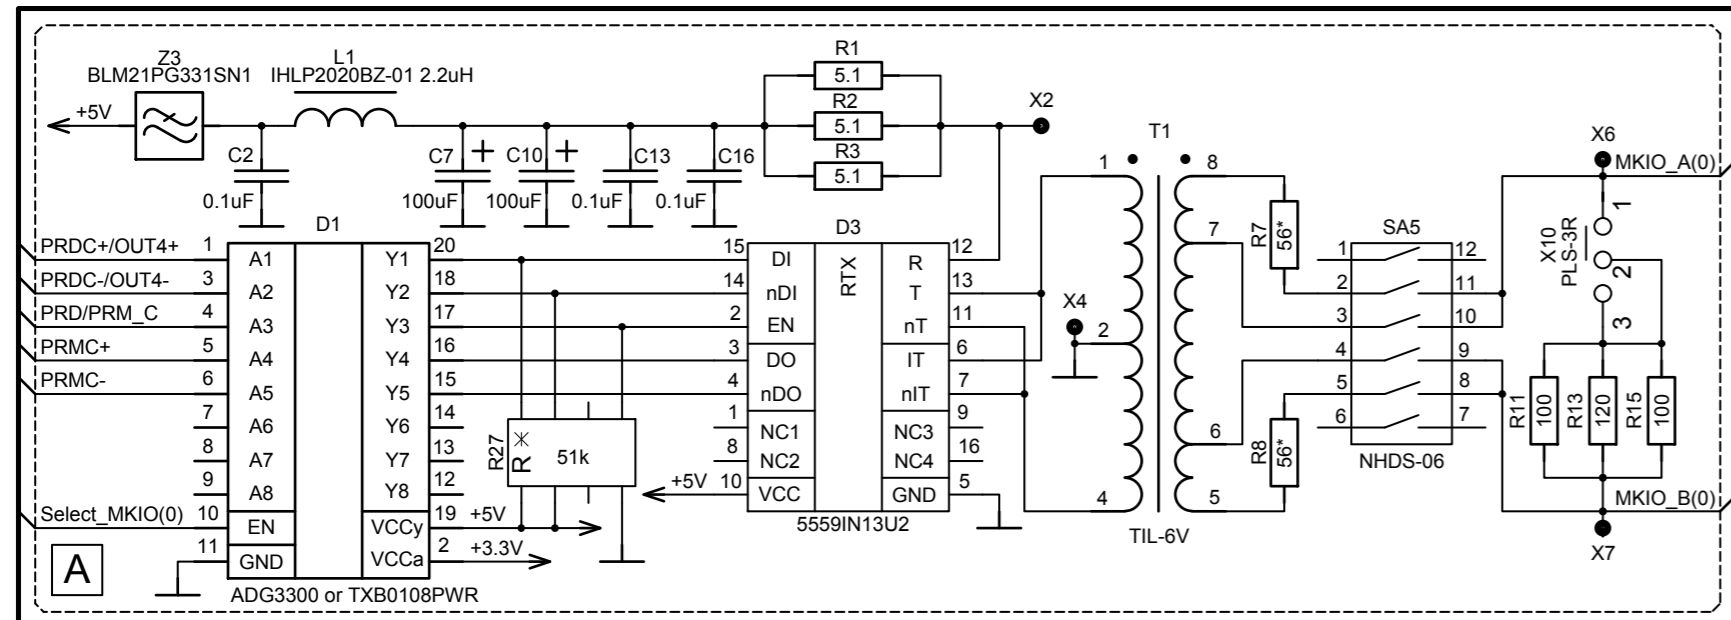 Z3
BLM21PG331SN1
L1
IHLP2020BZ-01 2.2uH
R1
5.1
R2
5.1
R3
5.1
+5V
X2
C2
0.1uF
C7
+
100uF
C10
+
100uF
C13
0.1uF
C16
0.1uF
D1
PRDC+/OUT4+
1 A1 Y1 20
PRDC-/OUT4-
3 A2 Y2 18
PRD/PRM_C
4 A3 Y3 17
PRMC+
5 A4 Y4 16
PRMC-
6 A5 Y5 15
7 A6 Y6 14
8 A7 Y7 13
9 A8 Y8 12
Select_MKIO(0)
10 EN VCCy 19 +5V
11 GND VCCa 2 +3.3V
ADG3300 or TXB0108PWR
A
R27
R
51k
D3
RTX
15 DI R 12
14 nDI T 13
2 EN nT 11
3 DO IT 6
4 nDO nIT 7
1 NC1 NC3 9
8 NC2 NC4 16
+5V 10 VCC GND 5
5559IN13U2
X4
T1
1
2
4
8
7
6
5
TIL-6V
R7
56*
R8
56*
SA5
1 12
2 11
3 10
4 9
5 8
6 7
NHDS-06
X6
MKIO_A(0)
X10
PLS-3R
1
2
3
R11
100
R13
120
R15
100
MKIO_B(0)
X7